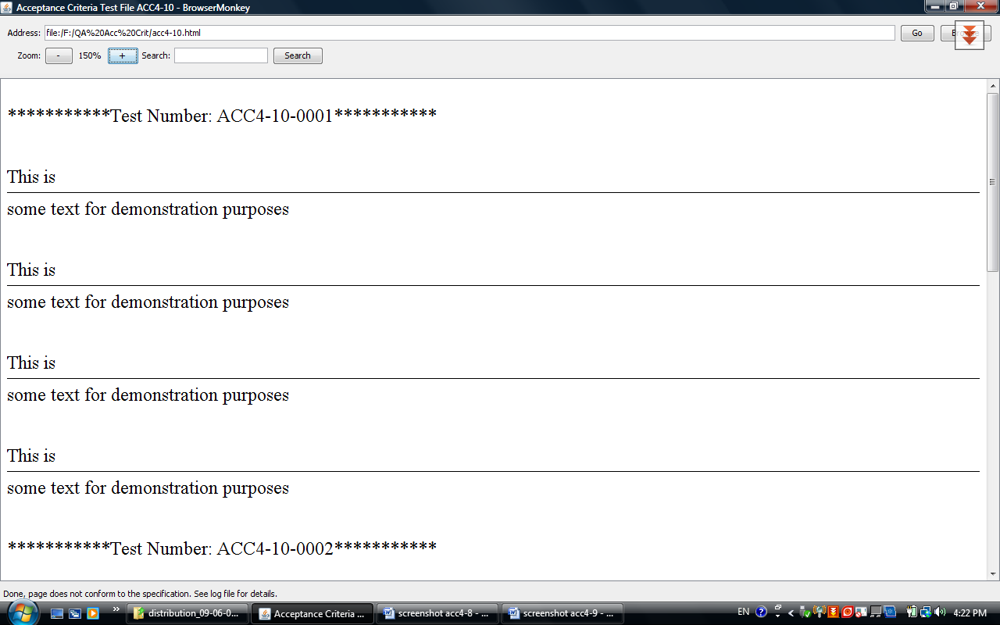 Acceptance Criteria Test File ACC4-10 - BrowserMonkey
Address: file:/F:/QA%20Acc%20Crit/acc4-10.html Go
Zoom: - 150% + Search: Search
***********Test Number: ACC4-10-0001***********
This is
some text for demonstration purposes
This is
some text for demonstration purposes
This is
some text for demonstration purposes
This is
some text for demonstration purposes
***********Test Number: ACC4-10-0002***********
Done, page does not conform to the specification. See log file for details.
distribution_09-06-0... Acceptance Criteria ... screenshot acc4-8 - ... screenshot acc4-9 - ... EN 4:22 PM